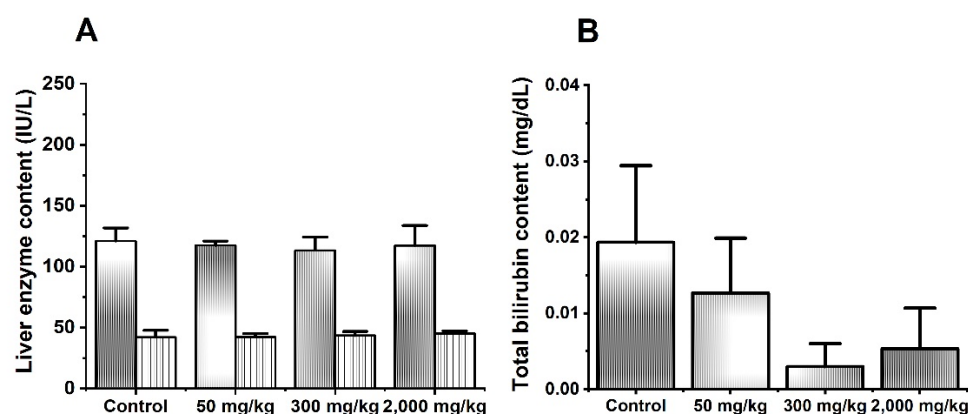 A
Liver enzyme content (IU/L)
250
200
150
100
50
0
Control 50 mg/kg 300 mg/kg 2,000 mg/kg
B
Total bilirubin content (mg/dL)
0.04
0.03
0.02
0.01
0.00
Control 50 mg/kg 300 mg/kg 2,000 mg/kg